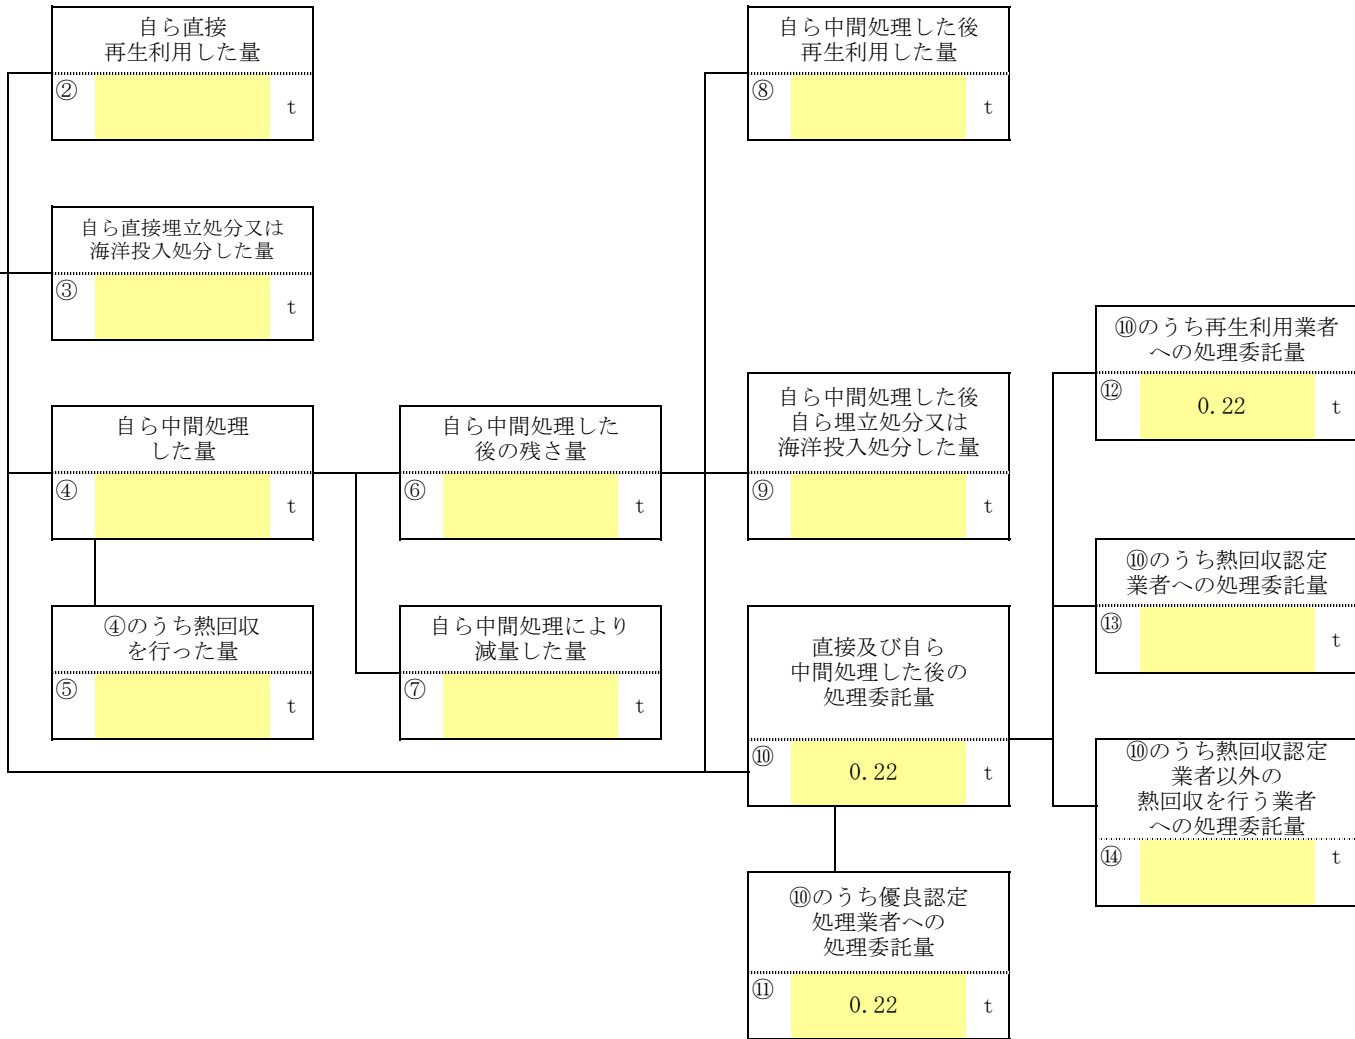 自ら直接
再生利用した量
②
t
自ら直接埋立処分又は
海洋投入処分した量
③
t
自ら中間処理
した量
④
t
④のうち熱回収
を行った量
⑤
t
自ら中間処理した
後の残さ量
⑥
t
自ら中間処理により
減量した量
⑦
t
自ら中間処理した後
再生利用した量
⑧
t
自ら中間処理した後
自ら埋立処分又は
海洋投入処分した量
⑨
t
直接及び自ら
中間処理した後の
処理委託量
⑩ 0.22 t
⑩のうち優良認定
処理業者への
処理委託量
⑪ 0.22 t
⑩のうち再生利用業者
への処理委託量
⑫ 0.22 t
⑩のうち熱回収認定
業者への処理委託量
⑬
t
⑩のうち熱回収認定
業者以外の
熱回収を行う業者
への処理委託量
⑭
t